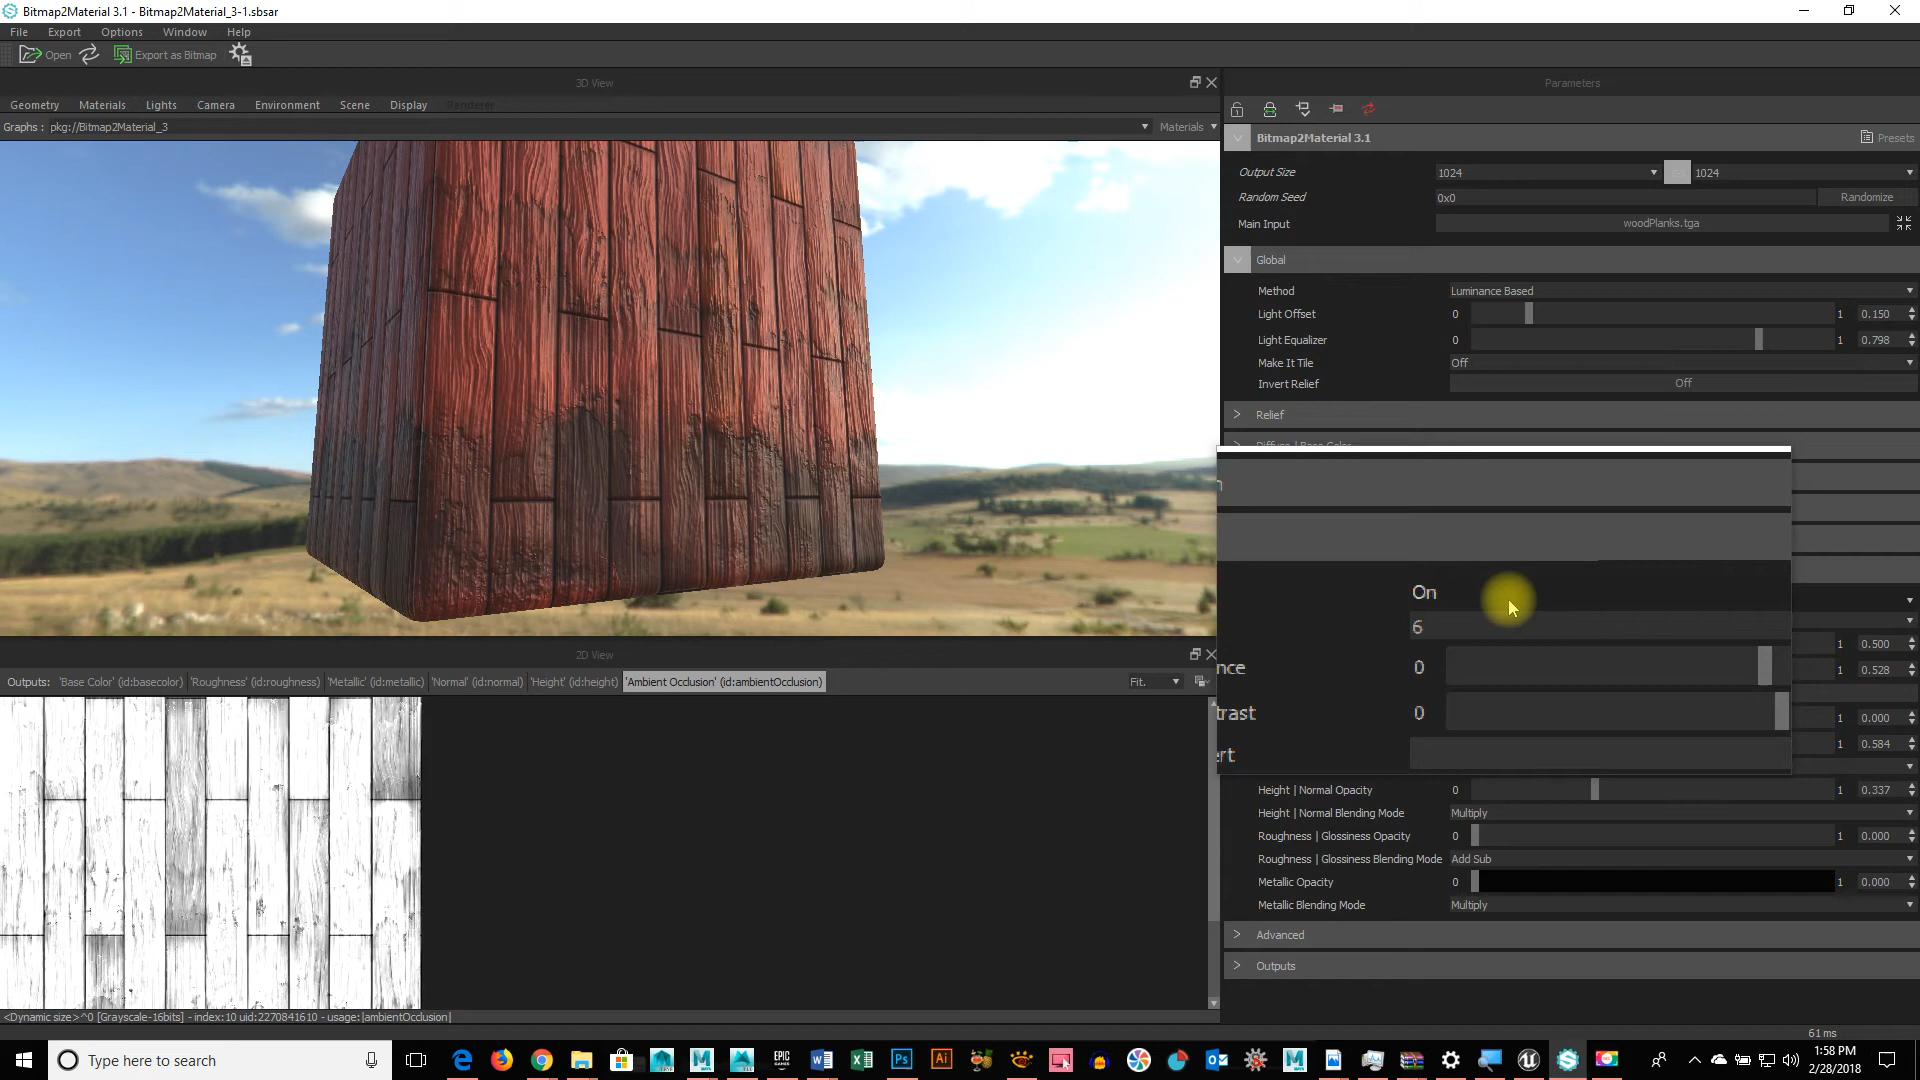 Bitmap2Material 3.1 - Bitmap2Material_3-1.sbsar
File Export Options Window Help
Open Export as Bitmap
3D View
Geometry Materials Lights Camera Environment Scene Display Renderer
Graphs : pkg://Bitmap2Material_3 Materials
Parameters
Bitmap2Material 3.1 Presets
Output Size 1024 1024
Random Seed 0x0 Randomize
Main Input woodPlanks.tga
Global
Method Luminance Based
Light Offset 0 1 0.150
Light Equalizer 0 1 0.798
Make It Tile Off
Invert Relief Off
Relief
Diffuse | Base Color
On
6
nce 0
trast 0
ert
1 0.500
1 0.528
1 0.000
1 0.584
Height | Normal Opacity 0 1 0.337
Height | Normal Blending Mode Multiply
Roughness | Glossiness Opacity 0 1 0.000
Roughness | Glossiness Blending Mode Add Sub
Metallic Opacity 0 1 0.000
Metallic Blending Mode Multiply
Advanced
Outputs
2D View
Outputs: 'Base Color' (id:basecolor) 'Roughness' (id:roughness) 'Metallic' (id:metallic) 'Normal' (id:normal) 'Height' (id:height) 'Ambient Occlusion' (id:ambientOcclusion) Fit.
<Dynamic size>^0 [Grayscale-16bits] - index:10 uid:2270841610 - usage:|ambientOcclusion|
61 ms
Type here to search
1:58 PM
2/28/2018